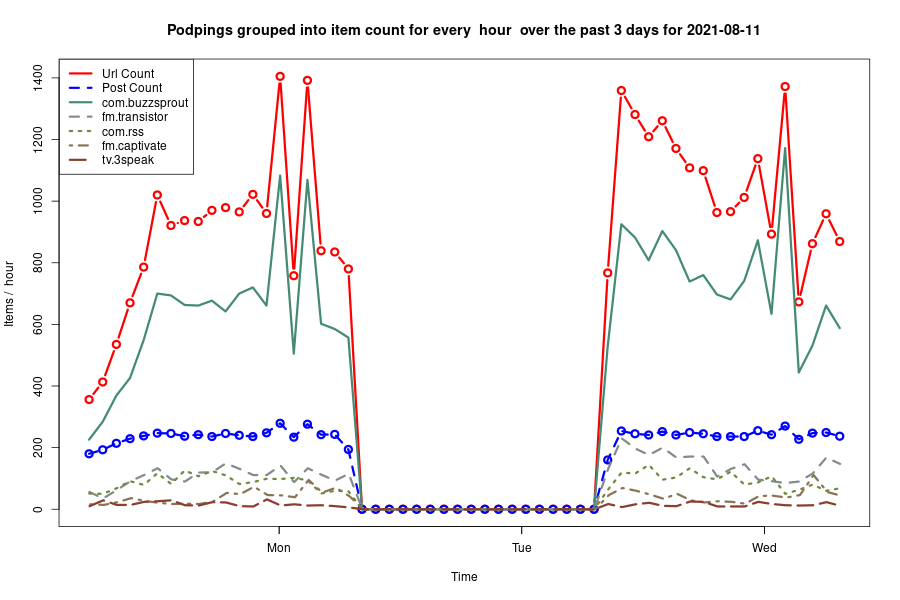 Podpings grouped into item count for every  hour  over the past 3 days for 2021-08-11
Url Count
Post Count
com.buzzsprout
fm.transistor
com.rss
fm.captivate
tv.3speak
1400
1200
1000
800
600
400
200
0
Items / hour
Mon
Tue
Wed
Time